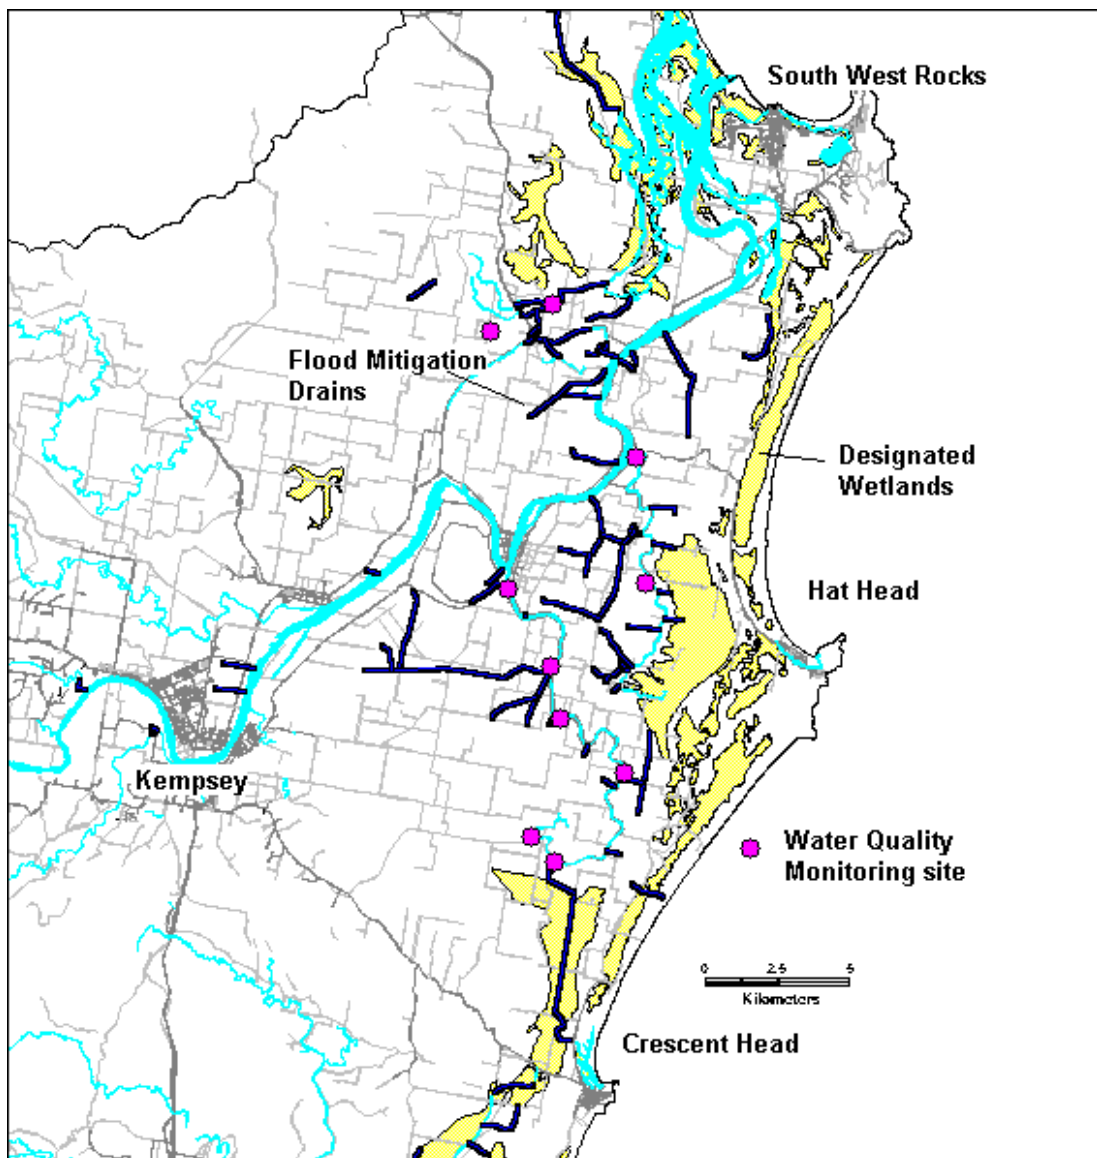 South West Rocks
Flood Mitigation
Drains
Designated
Wetlands
Hat Head
Kempsey
Water Quality
Monitoring site
0 2.5 5
Kilometers
Crescent Head